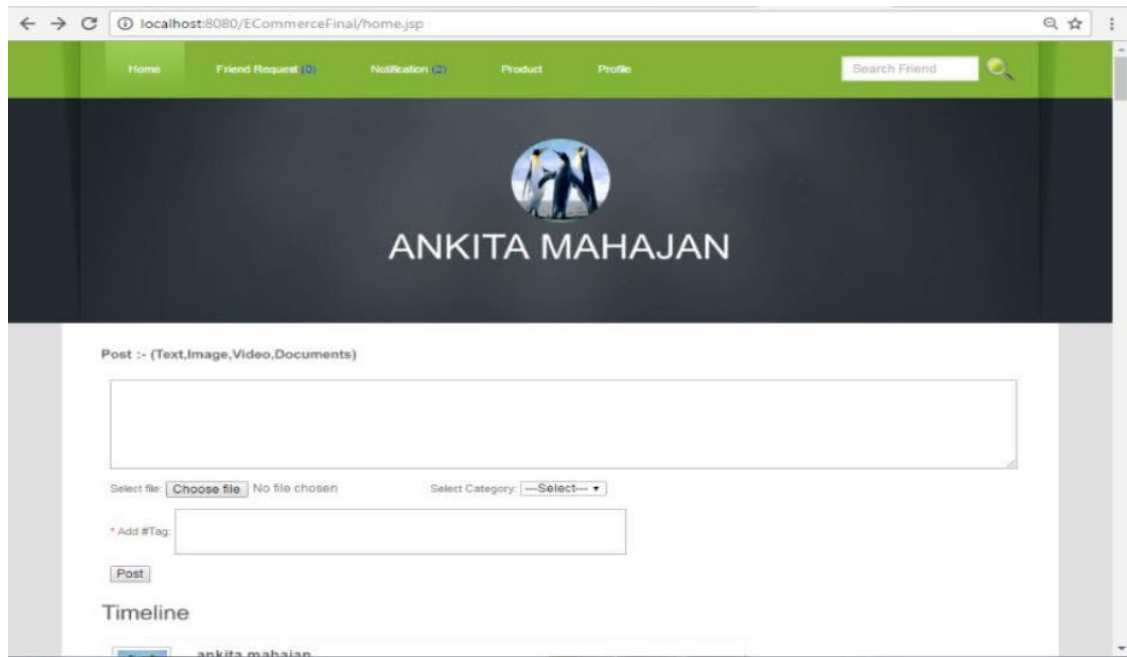 localhost:8080/ECommerceFinal/home.jsp
Home Friend Request (0) Notification (2) Product Profile Search Friend
ANKITA MAHAJAN
Post :- (Text,Image,Video,Documents)
Select file: Choose file No file chosen Select Category: ---Select---
* Add #Tag:
Post
Timeline
ankita mahajan